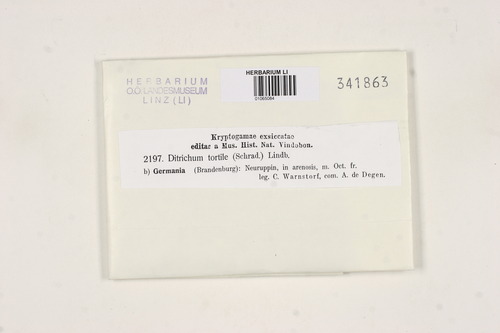 HERBARIUM
O.Ö. LANDESMUSEUM
LINZ (LI)
HERBARIUM LI
01065084
341863
Kryptogamae exsiccatae
editae a Mus. Hist. Nat. Vindobon.
2197. Ditrichum tortile (Schrad.) Lindb.
b) Germania (Brandenburg): Neuruppin, in arenosis, m. Oct. fr.
leg. C. Warnstorf, com. A. de Degen.